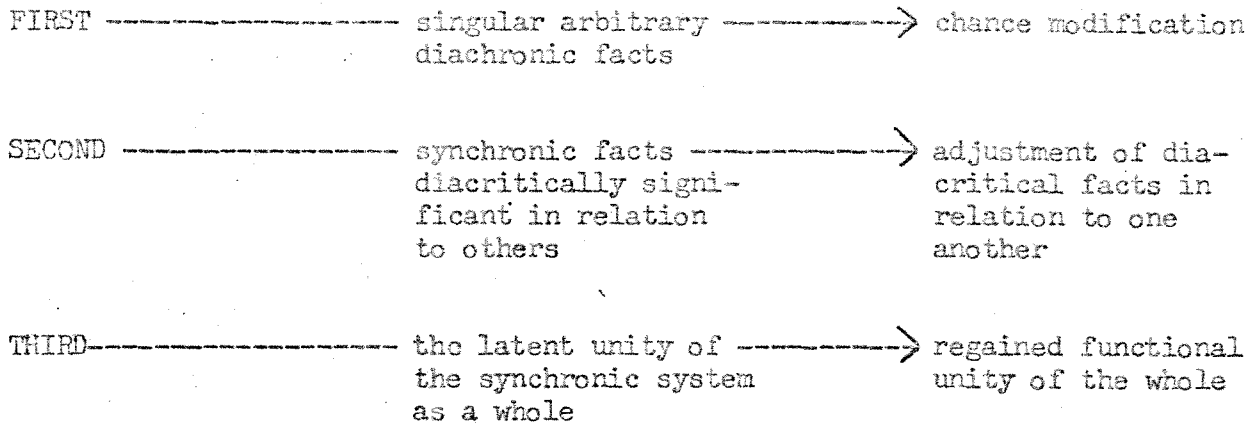 FIRST ---------------- singular arbitrary ----------> chance modification
diachronic facts
SECOND ---------------- synchronic facts -----------> adjustment of dia-
diacritically signi- critical facts in
ficant in relation relation to one
to others another
THIRD---------------- the latent unity of ---------> regained functional
the synchronic system unity of the whole
as a whole